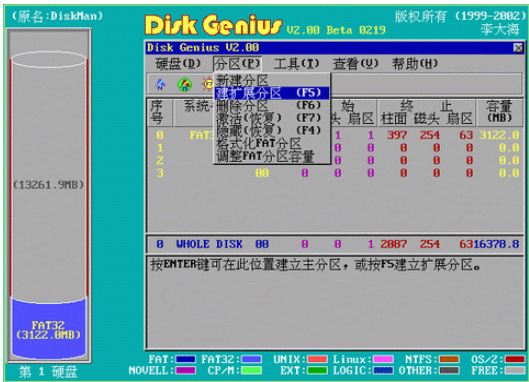 (原名:DiskMan)
Disk Genius V2.00 Beta 0219
版权所有 (1999-2002)
李大海
Disk Genius V2.00
硬盘(D) 分区(P) 工具(T) 查看(V) 帮助(H)
新建分区
建扩展分区 (F5)
删除分区 (F6)
激活(恢复) (F7)
隐藏(恢复) (F4)
格式化FAT分区
调整FAT分区容量
序号 系统 始 终 止 容量
头 扇区 柱面 磁头 扇区 (MB)
0 FAT3 1 1 397 254 63 3122.0
1 0 0 0 0 0 0.0
2 0 0 0 0 0 0.0
3 00 0 0 0 0 0 0.0
0 WHOLE DISK 00 0 0 1 2087 254 63 16378.8
按ENTER键可在此位置建立主分区，或按F5建立扩展分区。
(13261.9MB)
FAT32
(3122.0MB)
第 1 硬盘
FAT: FAT32: UNIX: Linux: NTFS: OS/2:
NOVELL: CP/M: EXT: LOGIC: OTHER: FREE: